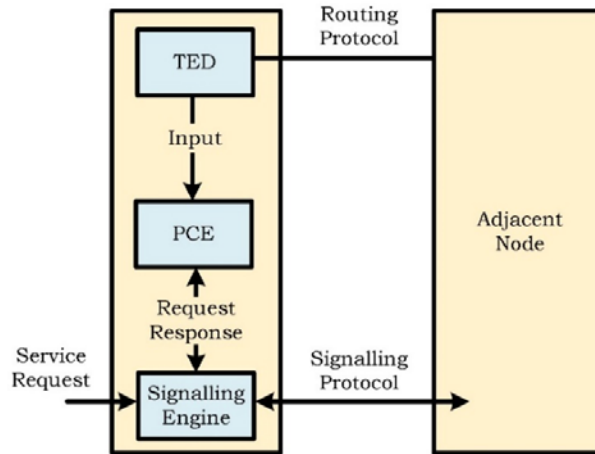 Routing
Protocol
TED
Input
PCE
Adjacent
Node
Request
Response
Service
Request
Signalling
Engine
Signalling
Protocol